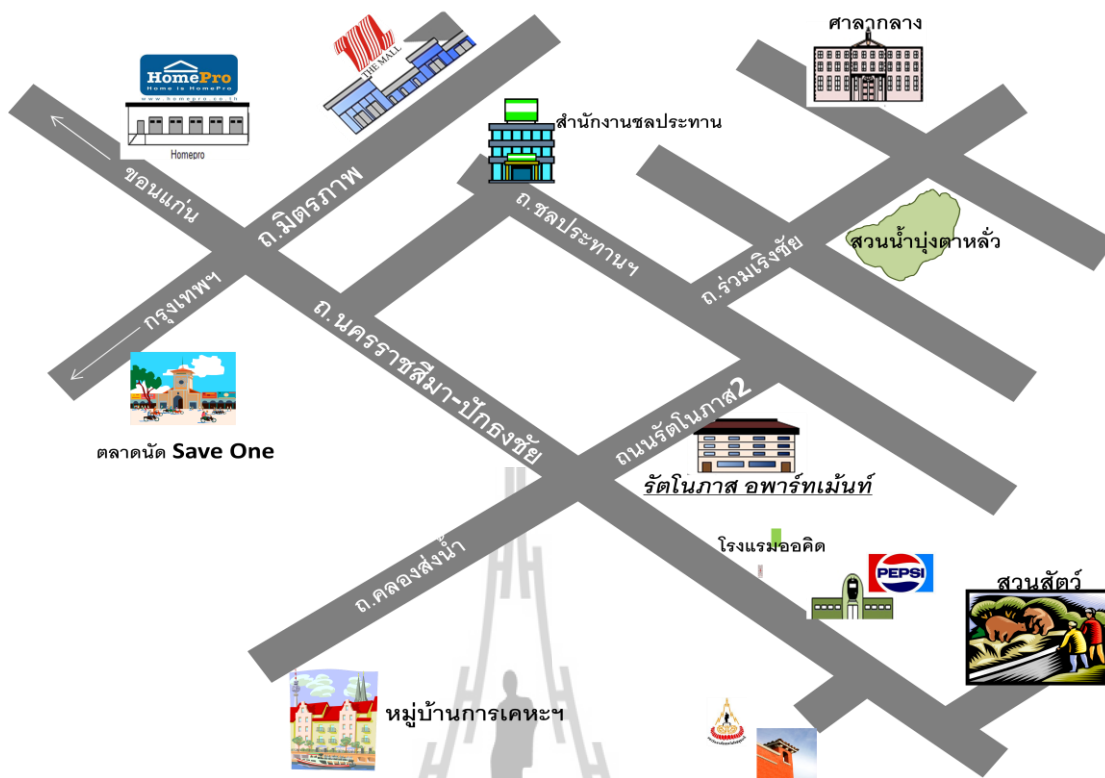 ศาลากลาง
THE MALL
HomePro
Home is HomePro
www.homepro.co.th
Homepro
สำนักงานชลประทาน
ขอนแก่น
ถ.มิตรภาพ
ถ.ชลประทานฯ
สวนน้ำบุ่งตาหลั่ว
ถ.ร่วมเริงชัย
กรุงเทพฯ
ถ.นครราชสีมา-ปักธงชัย
ถนนรัตโนภาส2
ตลาดนัด Save One
รัตโนภาส อพาร์ทเม้นท์
โรงแรมออคิด
PEPSI
สวนสัตว์
ถ.คลองส่งน้ำ
หมู่บ้านการเคหะฯ